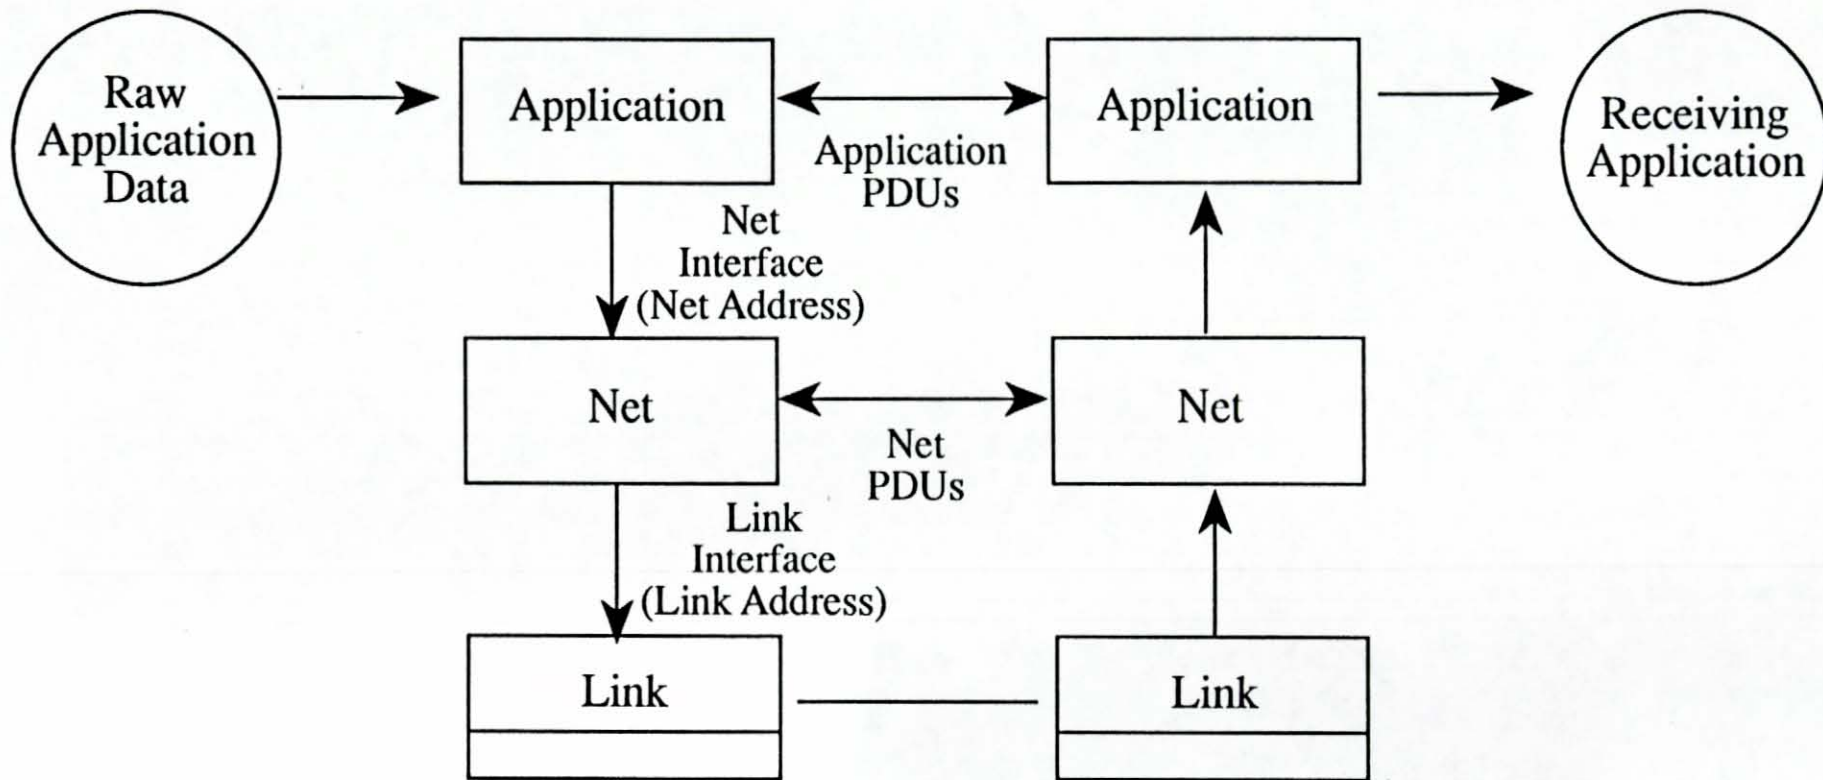 Raw
Application
Data
Application
Application
PDUs
Application
Receiving
Application
Net
Interface
(Net Address)
Net
Net
PDUs
Net
Link
Interface
(Link Address)
Link
Link